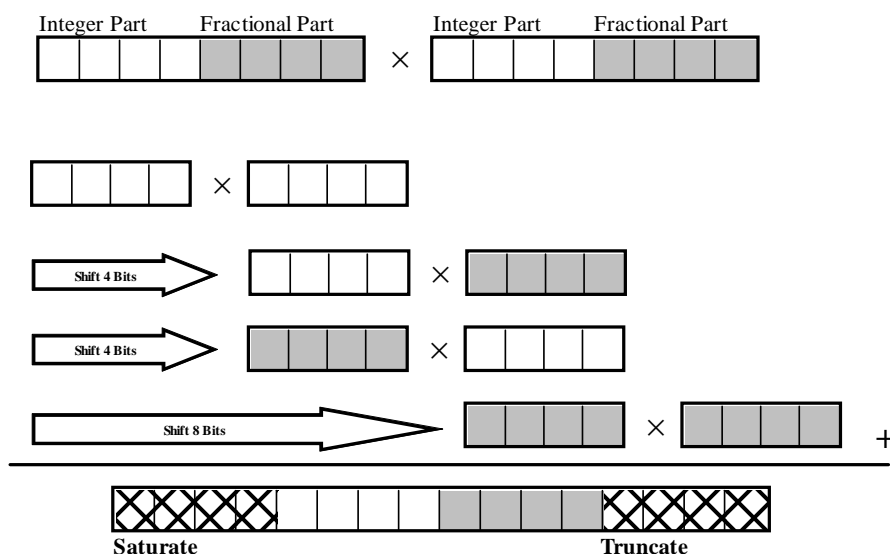 Integer Part Fractional Part Integer Part Fractional Part
× 
×
Shift 4 Bits ×
Shift 4 Bits ×
Shift 8 Bits × +
Saturate Truncate